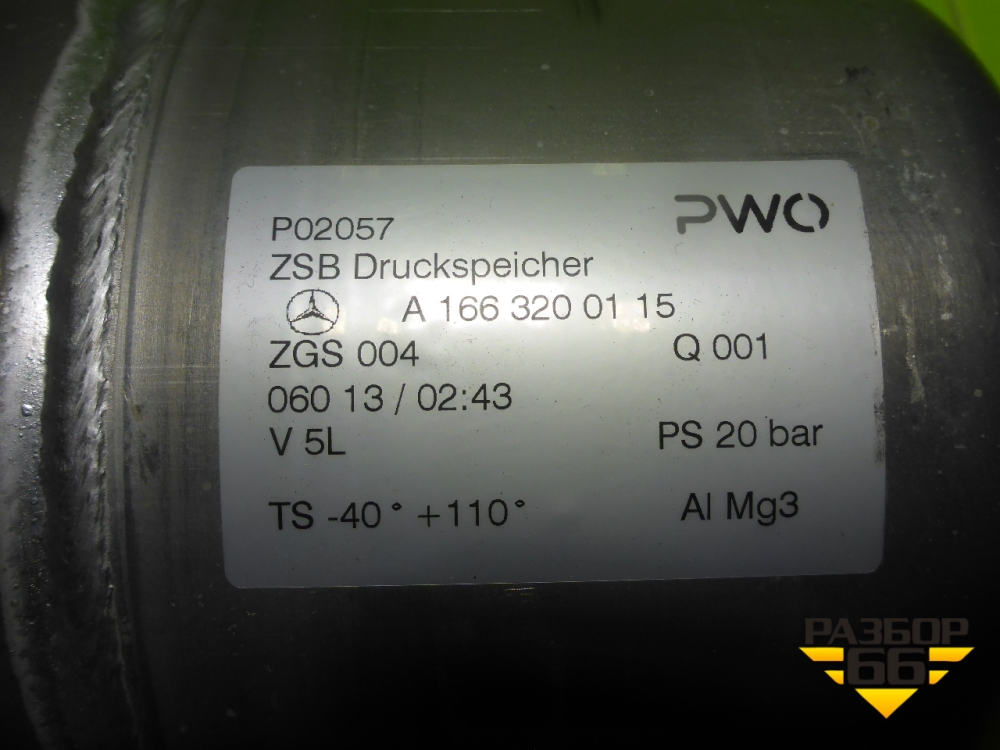 P02057
PWO
ZSB Druckspeicher
A 166 320 01 15
ZGS 004
Q 001
060 13 / 02:43
V 5L
PS 20 bar
TS -40° +110°
Al Mg3
РАЗБОР
66